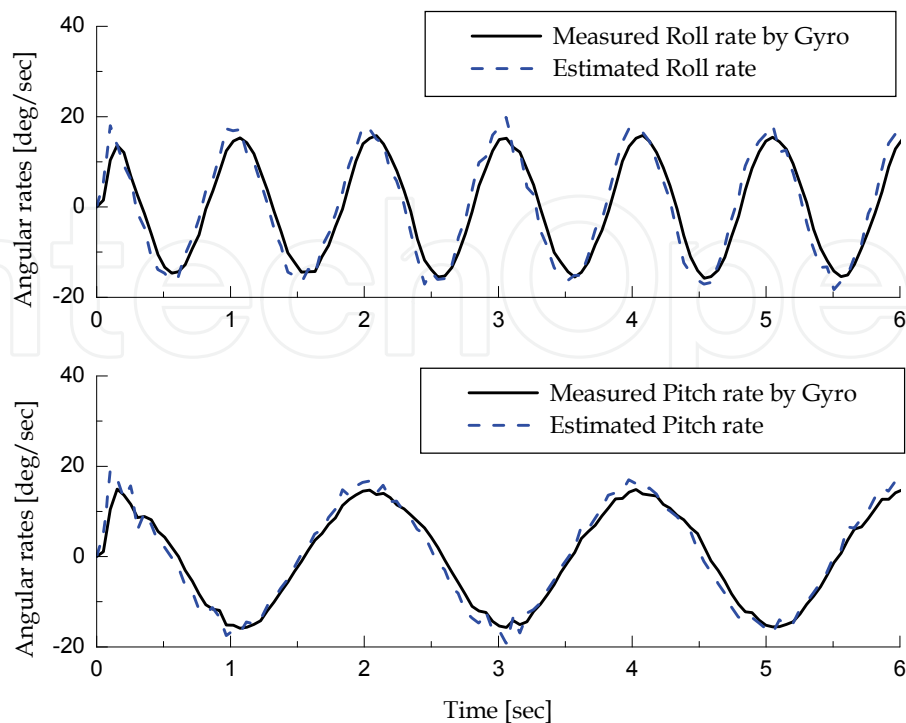 40
20
0
-20
Angular rates [deg/sec]
Measured Roll rate by Gyro
Estimated Roll rate
0 1 2 3 4 5 6
40
20
0
-20
Angular rates [deg/sec]
Measured Pitch rate by Gyro
Estimated Pitch rate
0 1 2 3 4 5 6
Time [sec]
ntechOpe